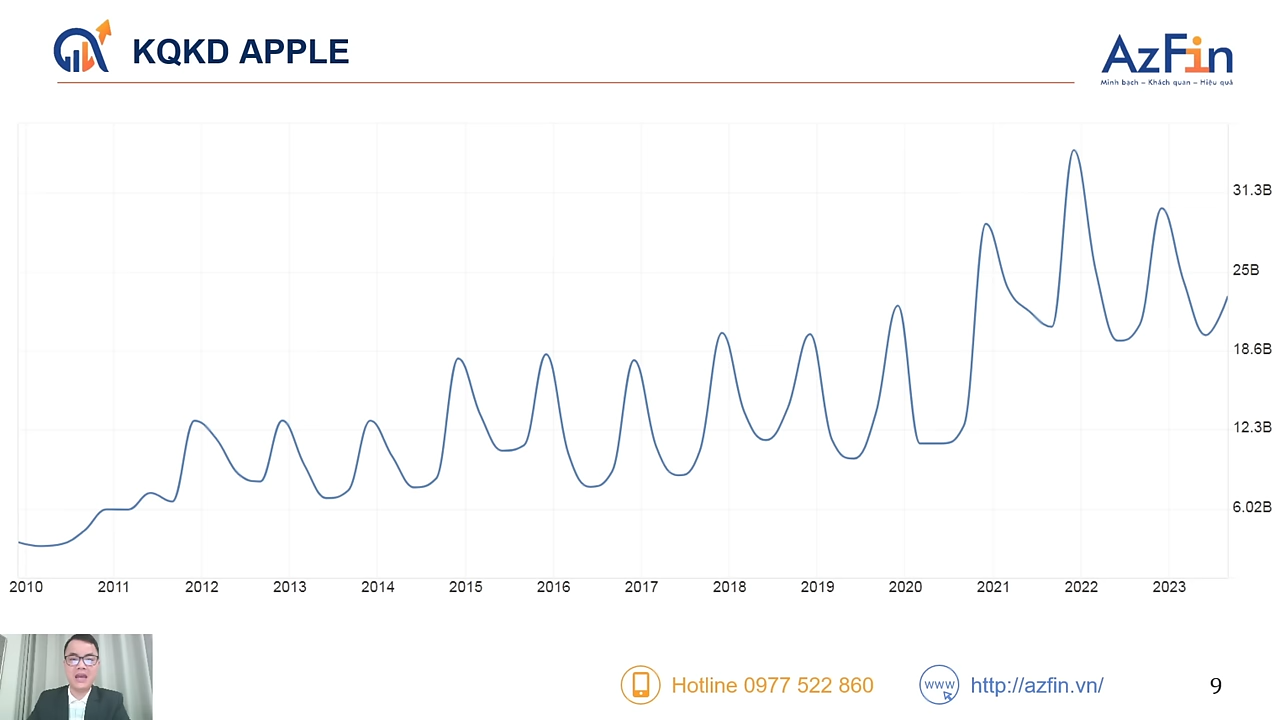 KQKD APPLE
AzFin
Minh bạch – Khách quan – Hiệu quả
31.3B
25B
18.6B
12.3B
6.02B
2010 2011 2012 2013 2014 2015 2016 2017 2018 2019 2020 2021 2022 2023
Hotline 0977 522 860
www
http://azfin.vn/
9